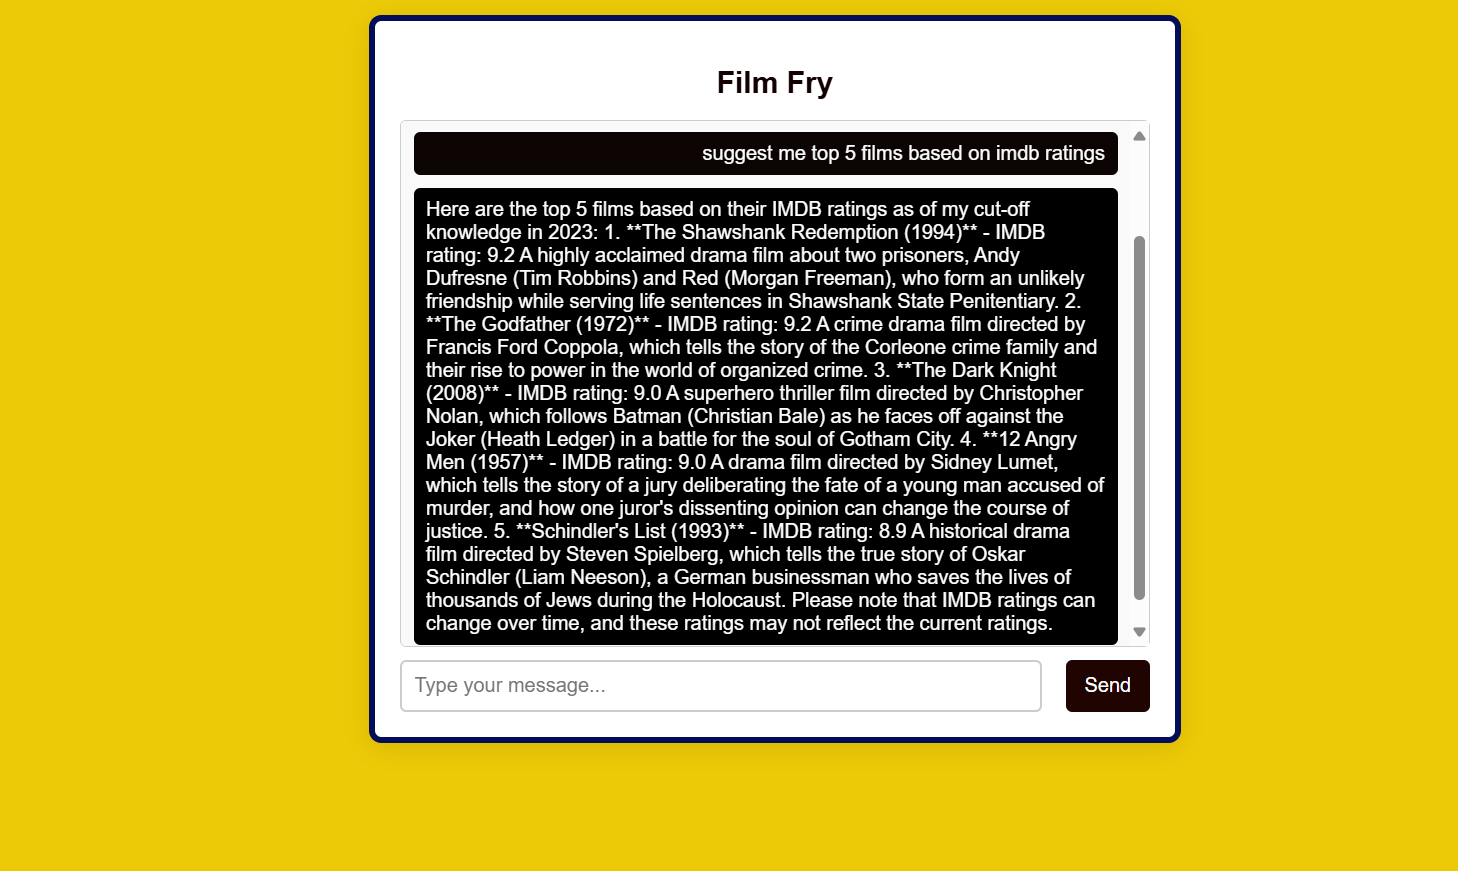 Film Fry
suggest me top 5 films based on imdb ratings
Here are the top 5 films based on their IMDB ratings as of my cut-off
knowledge in 2023: 1. **The Shawshank Redemption (1994)** - IMDB
rating: 9.2 A highly acclaimed drama film about two prisoners, Andy
Dufresne (Tim Robbins) and Red (Morgan Freeman), who form an unlikely
friendship while serving life sentences in Shawshank State Penitentiary. 2.
**The Godfather (1972)** - IMDB rating: 9.2 A crime drama film directed by
Francis Ford Coppola, which tells the story of the Corleone crime family and
their rise to power in the world of organized crime. 3. **The Dark Knight
(2008)** - IMDB rating: 9.0 A superhero thriller film directed by Christopher
Nolan, which follows Batman (Christian Bale) as he faces off against the
Joker (Heath Ledger) in a battle for the soul of Gotham City. 4. **12 Angry
Men (1957)** - IMDB rating: 9.0 A drama film directed by Sidney Lumet,
which tells the story of a jury deliberating the fate of a young man accused of
murder, and how one juror's dissenting opinion can change the course of
justice. 5. **Schindler's List (1993)** - IMDB rating: 8.9 A historical drama
film directed by Steven Spielberg, which tells the true story of Oskar
Schindler (Liam Neeson), a German businessman who saves the lives of
thousands of Jews during the Holocaust. Please note that IMDB ratings can
change over time, and these ratings may not reflect the current ratings.
Type your message...
Send